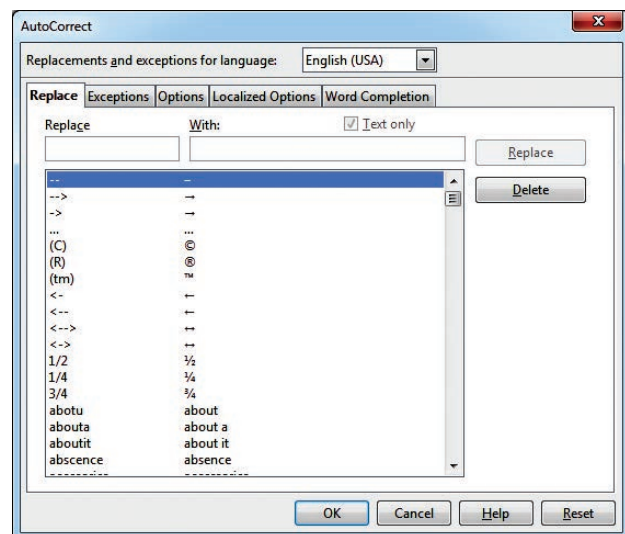 AutoCorrect
Replacements and exceptions for language: English (USA)
Replace Exceptions Options Localized Options Word Completion
Replace With: Text only
Replace
-- –
--> →
Delete
-> →
... ...
(C) ©
(R) ®
(tm) ™
<- ←
<-- ←
<--> ↔
<-> ↔
1/2 ½
1/4 ¼
3/4 ¾
abotu about
abouta about a
aboutit about it
abscence absence
OK Cancel Help Reset